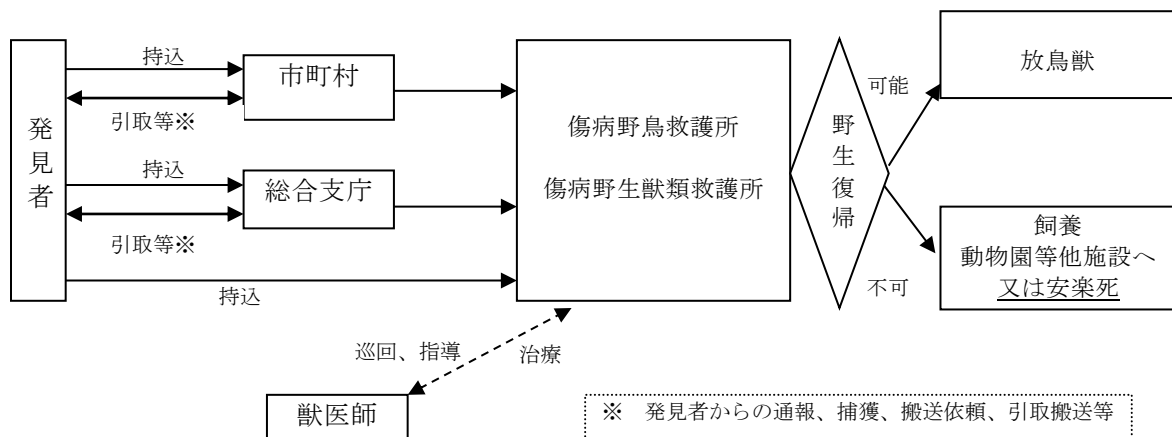 発見者
持込
引取等※
持込
引取等※
持込
市町村
総合支庁
傷病野鳥救護所
傷病野生獣類救護所
野生復帰
可能
不可
放鳥獣
飼養
動物園等他施設へ
又は安楽死
巡回、指導
治療
獣医師
※ 発見者からの通報、捕獲、搬送依頼、引取搬送等